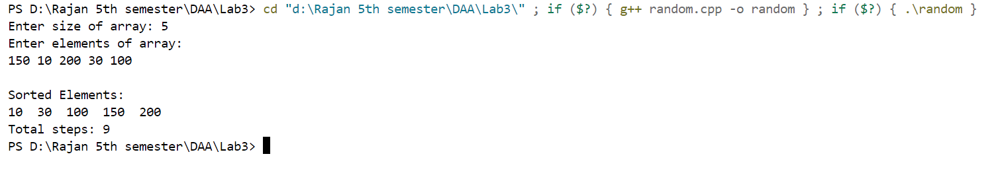 PS D:\Rajan 5th semester\DAA\Lab3> cd "d:\Rajan 5th semester\DAA\Lab3\" ; if ($?) { g++ random.cpp -o random } ; if ($?) { .\random }
Enter size of array: 5
Enter elements of array:
150 10 200 30 100
Sorted Elements:
10  30  100  150  200
Total steps: 9
PS D:\Rajan 5th semester\DAA\Lab3>